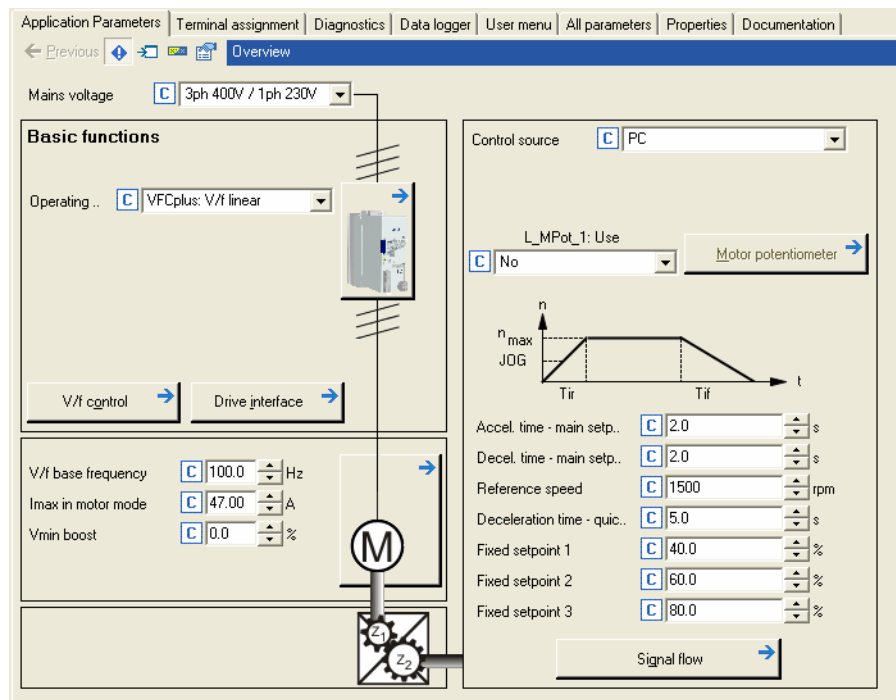 Application Parameters Terminal assignment Diagnostics Data logger User menu All parameters Properties Documentation
Previous Overview
Mains voltage C 3ph 400V / 1ph 230V
Basic functions
Operating .. C VFCplus: V/f linear
V/f control Drive interface
V/f base frequency C 100.0 Hz
Imax in motor mode C 47.00 A
Vmin boost C 0.0 %
M
Z1
Z2
Control source C PC
L_MPot_1: Use
C No Motor potentiometer
n
nmax
JOG
t
Tir Tif
Accel. time - main setp.. C 2.0 s
Decel. time - main setp.. C 2.0 s
Reference speed C 1500 rpm
Deceleration time - quic.. C 5.0 s
Fixed setpoint 1 C 40.0 %
Fixed setpoint 2 C 60.0 %
Fixed setpoint 3 C 80.0 %
Signal flow